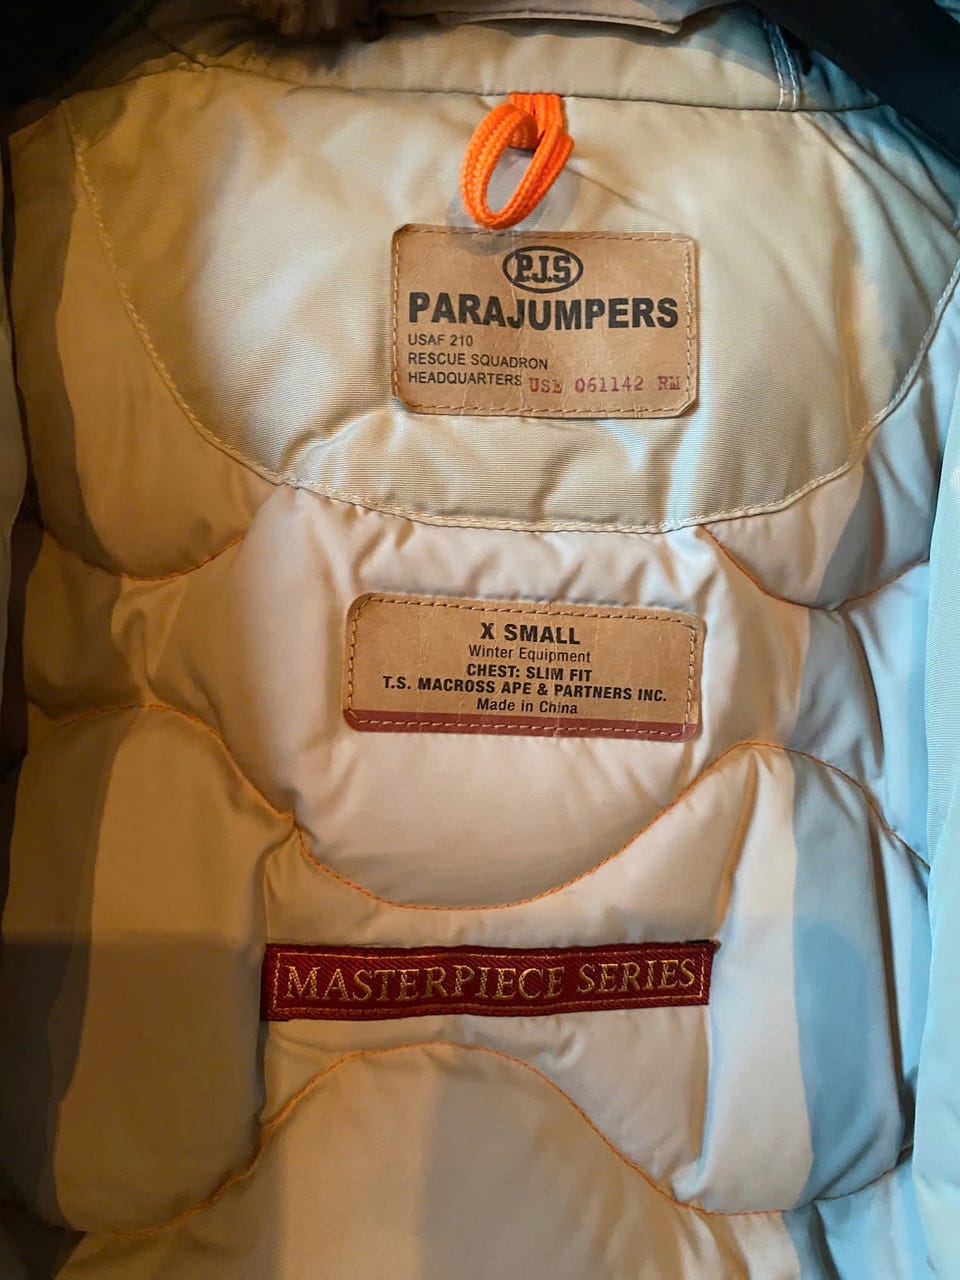 P.J.S
PARAJUMPERS
USAF 210
RESCUE SQUADRON
HEADQUARTERS 061142 RM
X SMALL
Winter Equipment
CHEST: SLIM FIT
T.S. MACROSS APE & PARTNERS INC.
Made in China
MASTERPIECE SERIES